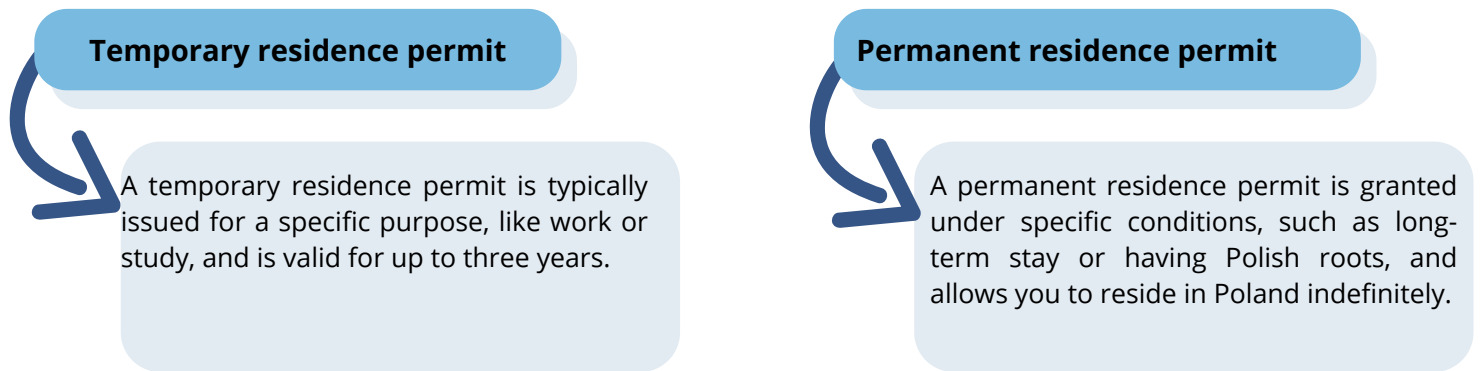 Temporary residence permit
A temporary residence permit is typically
issued for a specific purpose, like work or
study, and is valid for up to three years.
Permanent residence permit
A permanent residence permit is granted
under specific conditions, such as long-
term stay or having Polish roots, and
allows you to reside in Poland indefinitely.